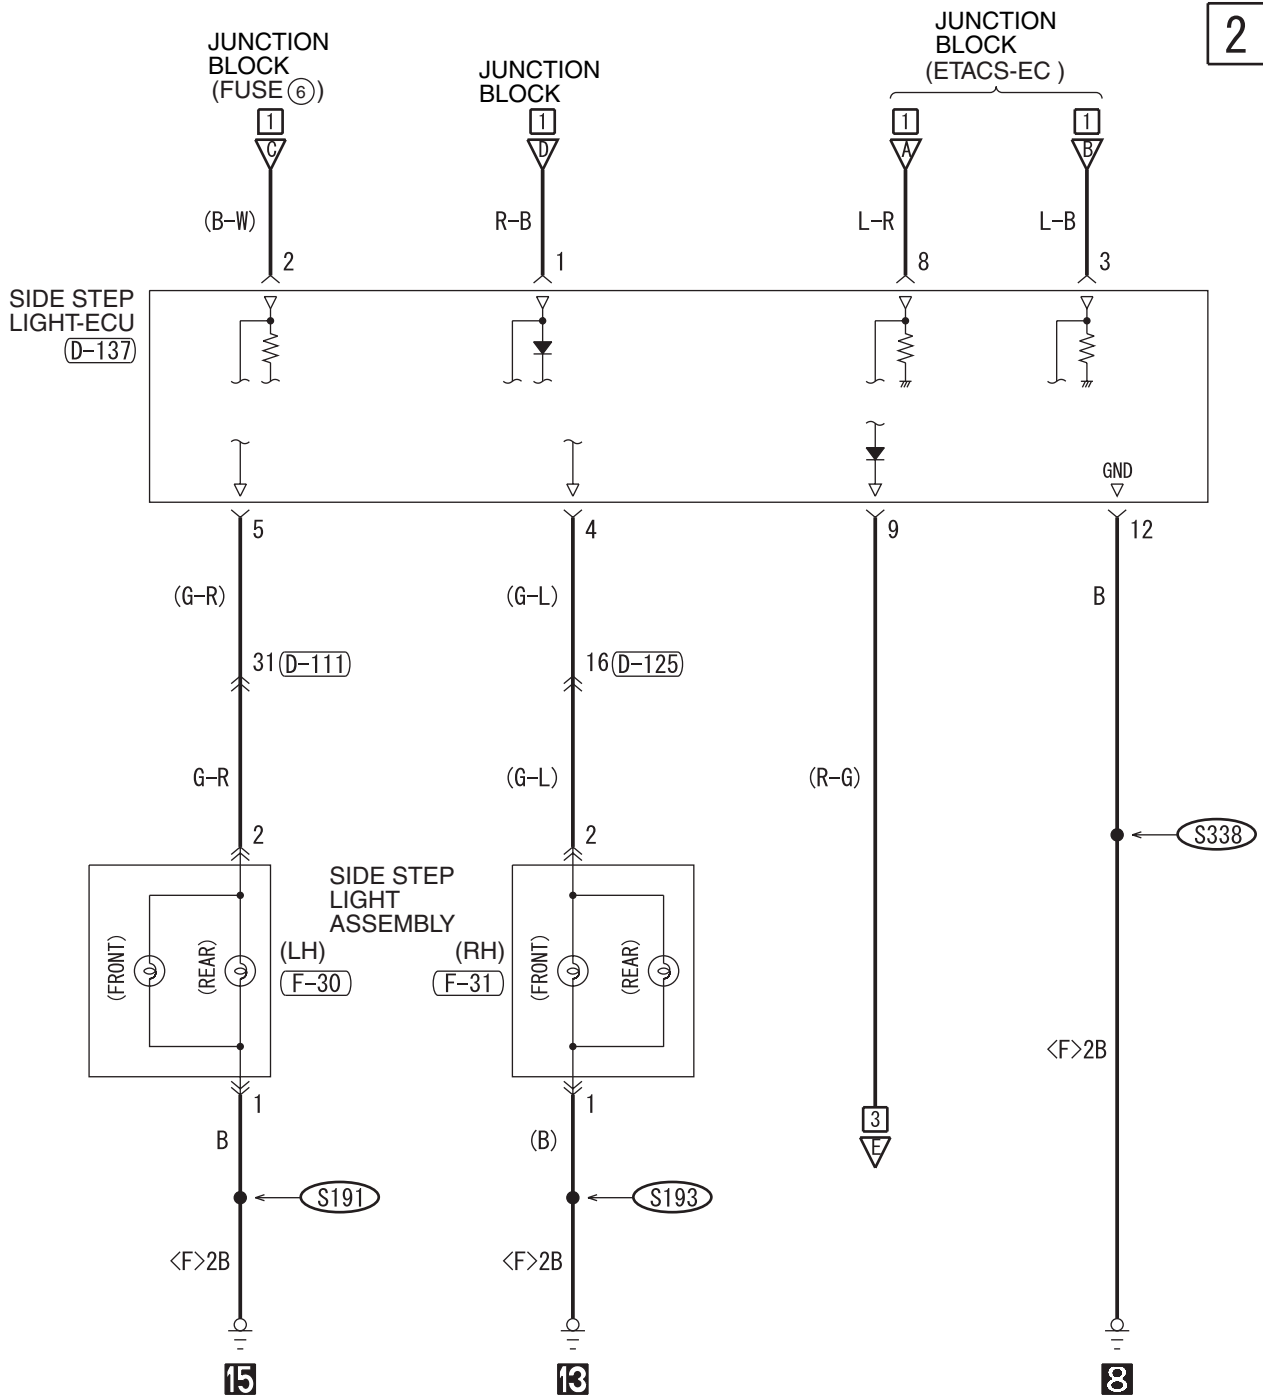 2
JUNCTION
BLOCK
(FUSE 6)
JUNCTION
BLOCK
JUNCTION
BLOCK
(ETACS-EC )
1
1
1
1
C
D
A
B
(B-W)
R-B
L-R
L-B
2
1
8
3
SIDE STEP
LIGHT-ECU
D-137
GND
5
4
9
12
(G-R)
(G-L)
B
31 D-111
16 D-125
G-R
(G-L)
(R-G)
2
2
S338
SIDE STEP
LIGHT
ASSEMBLY
(FRONT)
(REAR)
(LH)
F-30
(RH)
F-31
(FRONT)
(REAR)
<F>2B
1
1
3
E
B
(B)
S191
S193
<F>2B
<F>2B
15
13
8